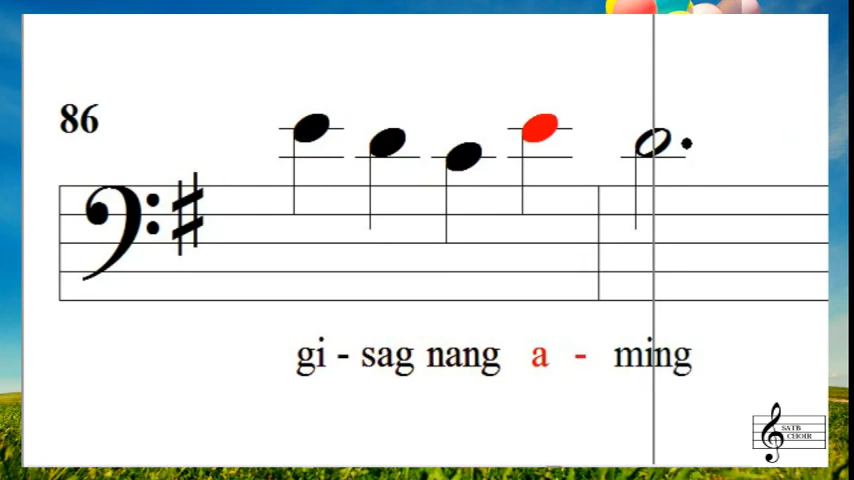 86
gi - sag nang a - ming
SATB
CHOIR